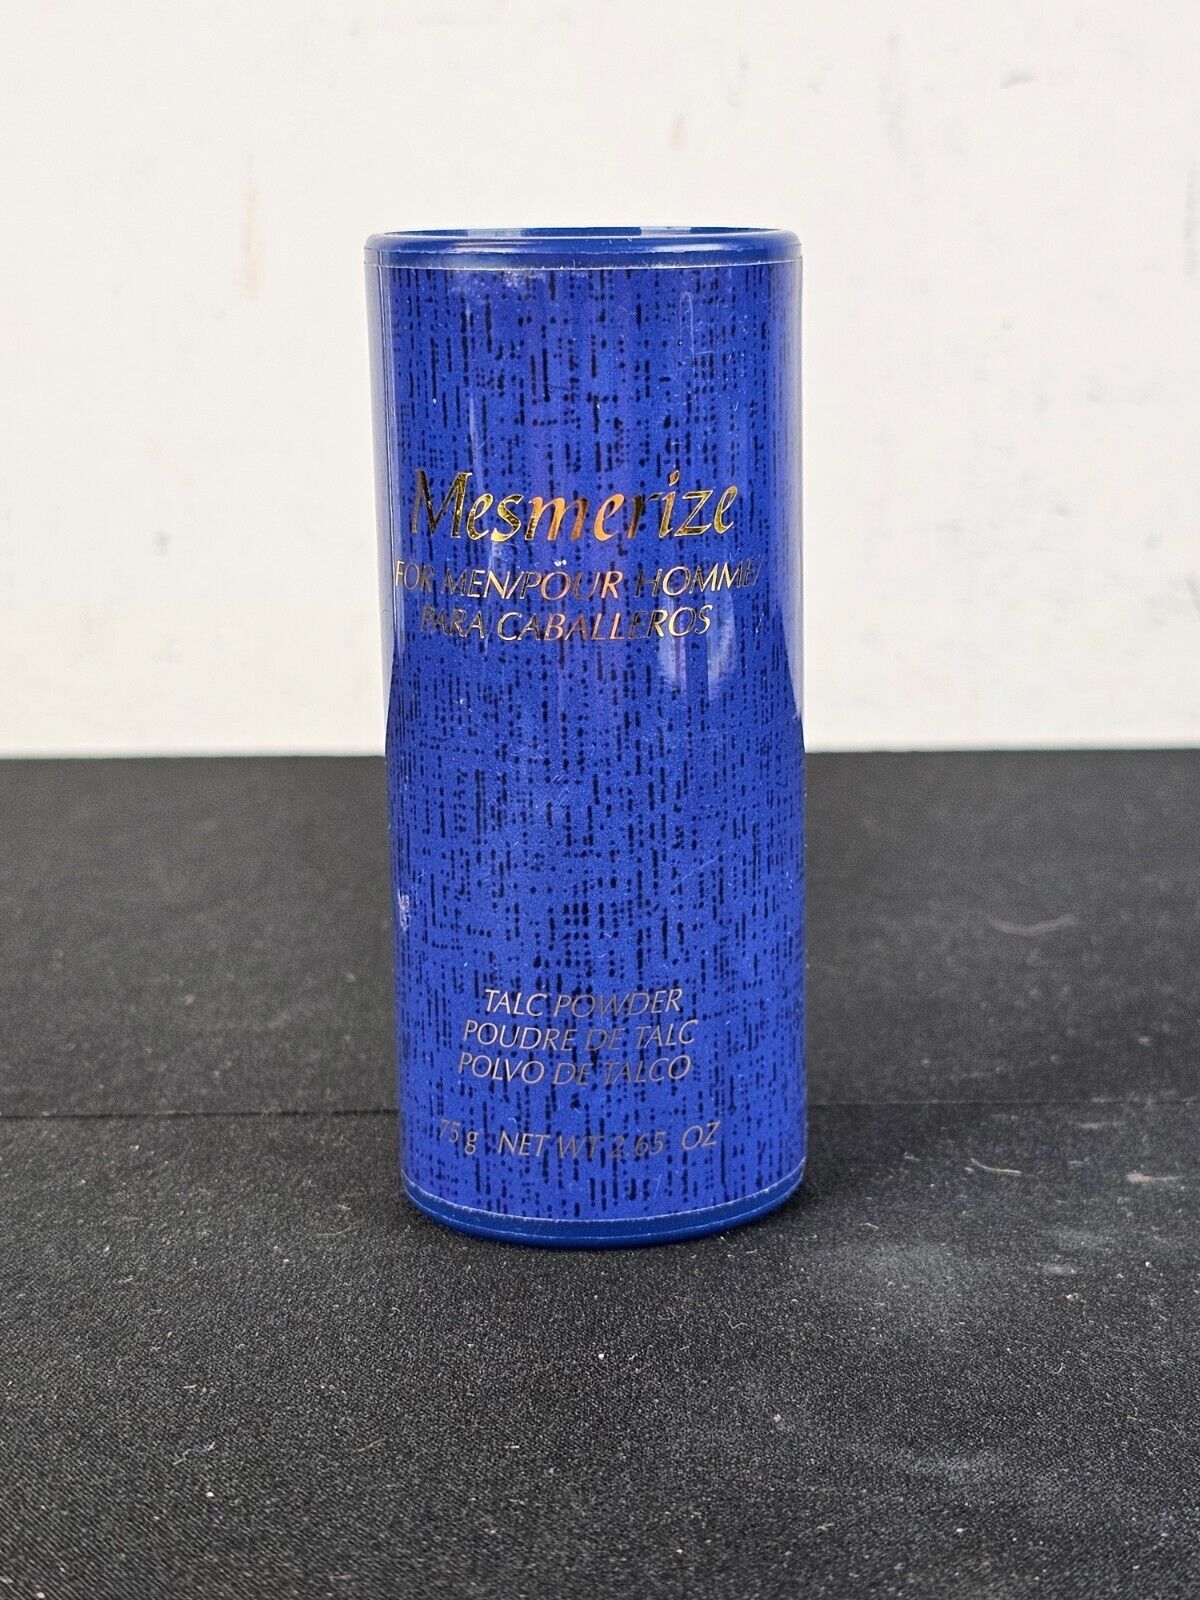 Mesmerize
FOR MEN/POUR HOMME/
PARA CABALLEROS
TALC POWDER
POUDRE DE TALC
POLVO DE TALCO
75 g NET WT 2.65 OZ